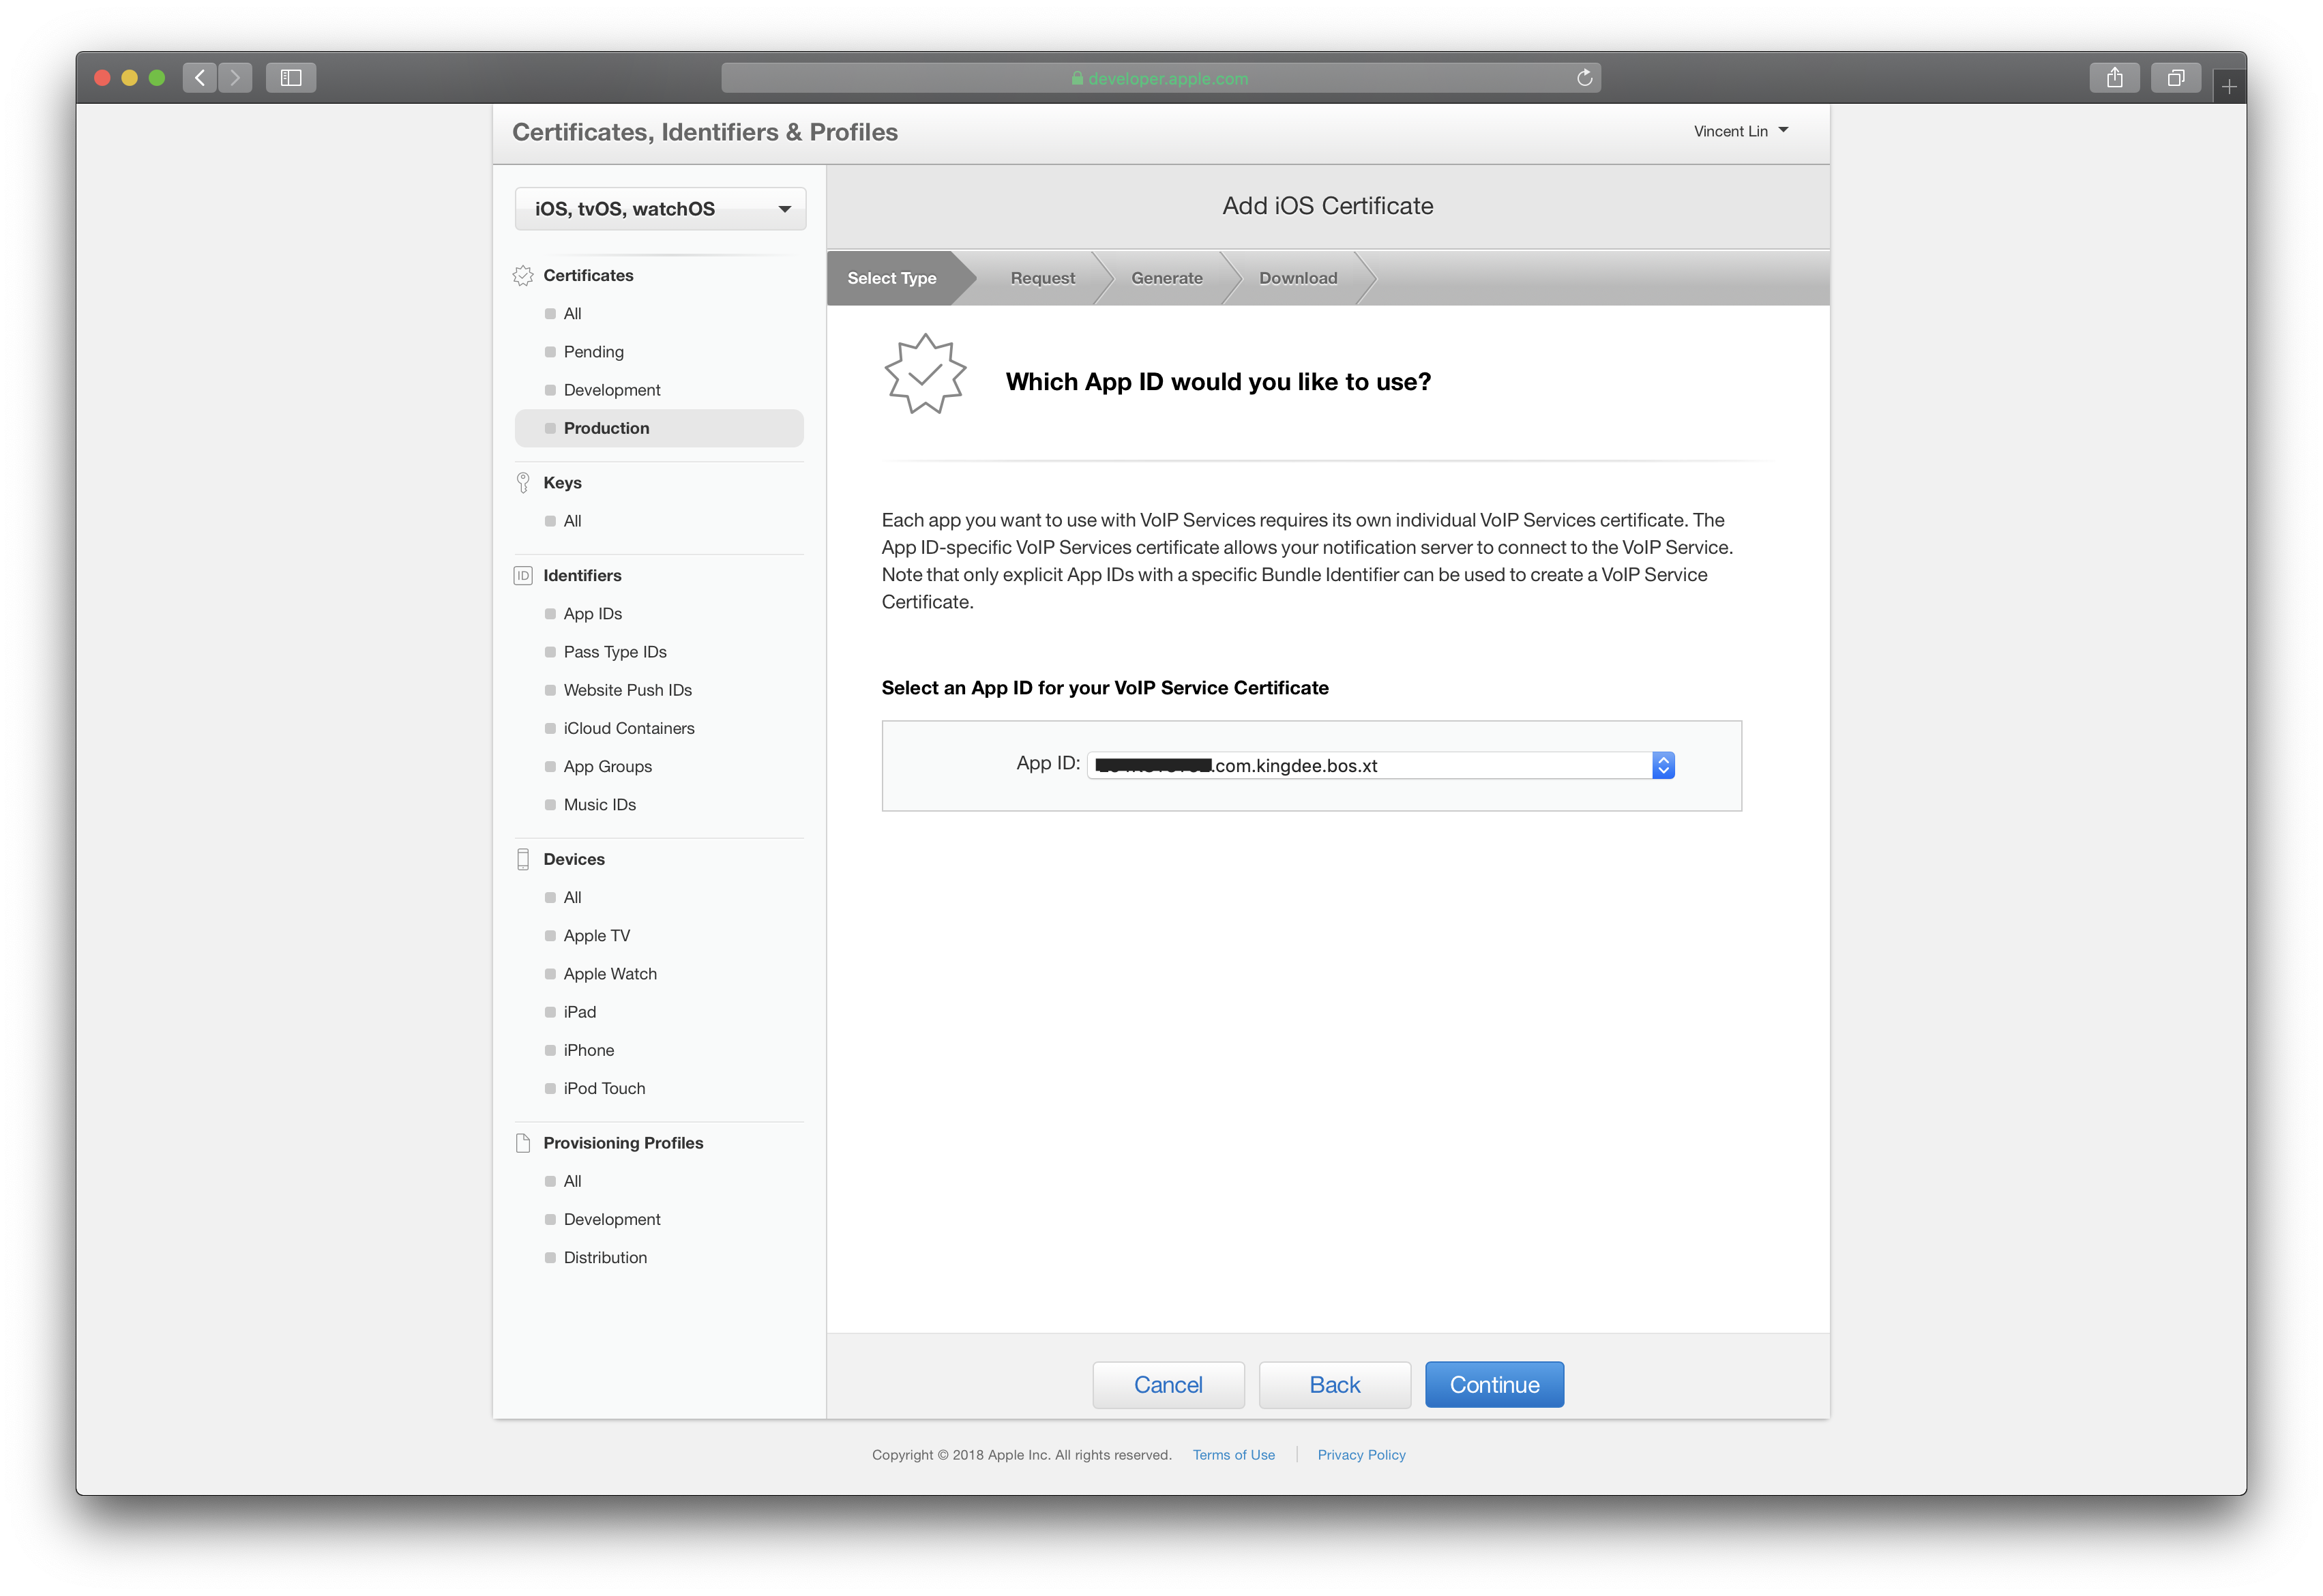 developer.apple.com
Certificates, Identifiers & Profiles
Vincent Lin
iOS, tvOS, watchOS
Certificates
All
Pending
Development
Production
Keys
All
ID
Identifiers
App IDs
Pass Type IDs
Website Push IDs
iCloud Containers
App Groups
Music IDs
Devices
All
Apple TV
Apple Watch
iPad
iPhone
iPod Touch
Provisioning Profiles
All
Development
Distribution
Add iOS Certificate
Select Type
Request
Generate
Download
Which App ID would you like to use?
Each app you want to use with VoIP Services requires its own individual VoIP Services certificate. The
App ID-specific VoIP Services certificate allows your notification server to connect to the VoIP Service.
Note that only explicit App IDs with a specific Bundle Identifier can be used to create a VoIP Service
Certificate.
Select an App ID for your VoIP Service Certificate
App ID: .com.kingdee.bos.xt
Cancel
Back
Continue
Copyright © 2018 Apple Inc. All rights reserved. Terms of Use Privacy Policy